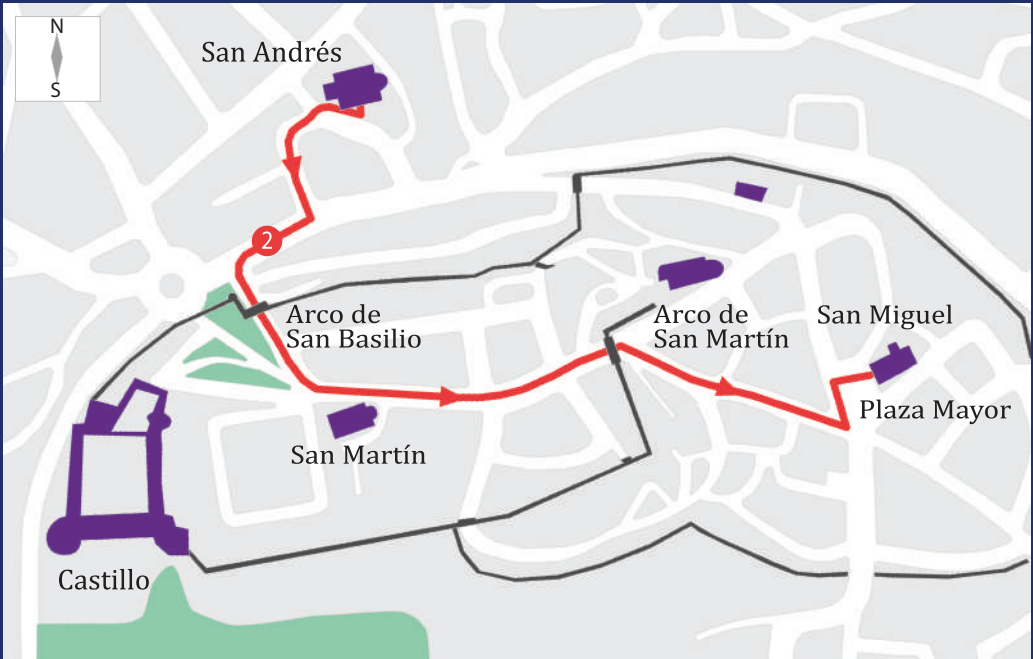 N
S
San Andrés
2
Arco de
San Basilio
Arco de
San Martín
San Miguel
Plaza Mayor
San Martín
Castillo